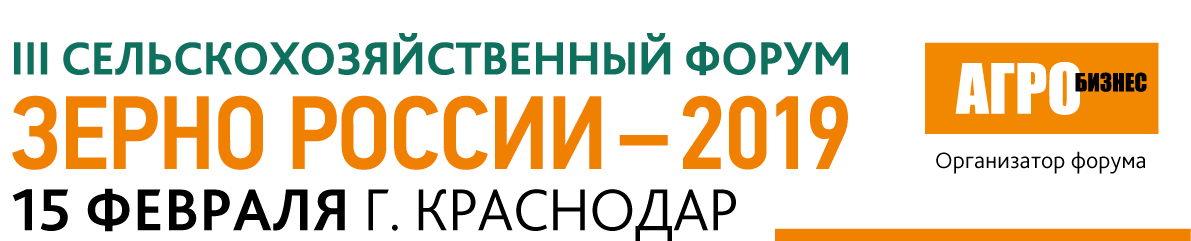 III СЕЛЬСКОХОЗЯЙСТВЕННЫЙ ФОРУМ
ЗЕРНО РОССИИ – 2019
15 ФЕВРАЛЯ Г. КРАСНОДАР
АГРОБИЗНЕС
Организатор форума